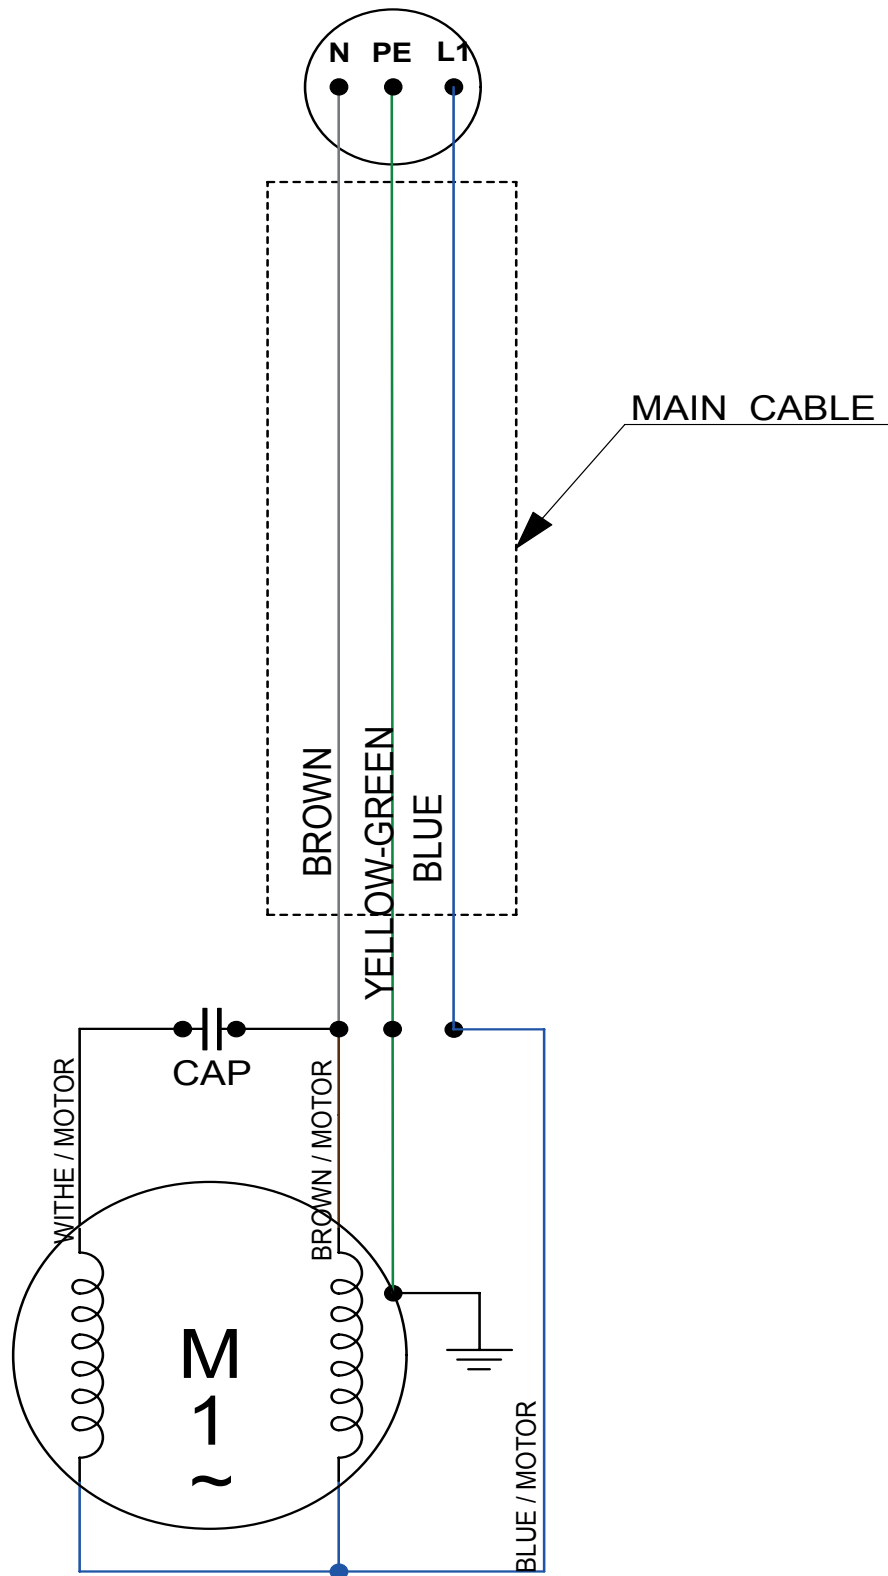 N PE L1
MAIN CABLE
BROWN
YELLOW-GREEN
BLUE
CAP
WITHE / MOTOR
BROWN / MOTOR
M
1
~
BLUE / MOTOR